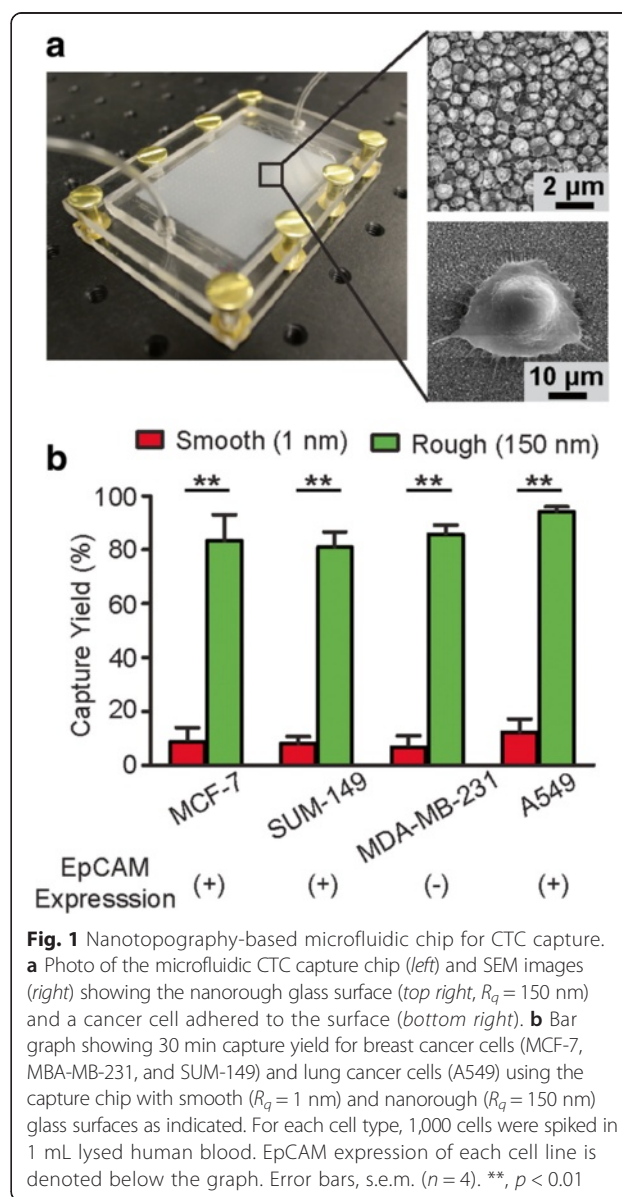 a
2 µm
10 µm
b
Smooth (1 nm) Rough (150 nm)
** ** ** **
100
80
60
40
20
0
Capture Yield (%)
MCF-7
SUM-149
MDA-MB-231
A549
EpCAM
Expresssion (+) (+) (-) (+)
Fig. 1 Nanotopography-based microfluidic chip for CTC capture.
a Photo of the microfluidic CTC capture chip (left) and SEM images
(right) showing the nanorough glass surface (top right, Rq = 150 nm)
and a cancer cell adhered to the surface (bottom right). b Bar
graph showing 30 min capture yield for breast cancer cells (MCF-7,
MBA-MB-231, and SUM-149) and lung cancer cells (A549) using the
capture chip with smooth (Rq = 1 nm) and nanorough (Rq = 150 nm)
glass surfaces as indicated. For each cell type, 1,000 cells were spiked in
1 mL lysed human blood. EpCAM expression of each cell line is
denoted below the graph. Error bars, s.e.m. (n = 4). **, p < 0.01